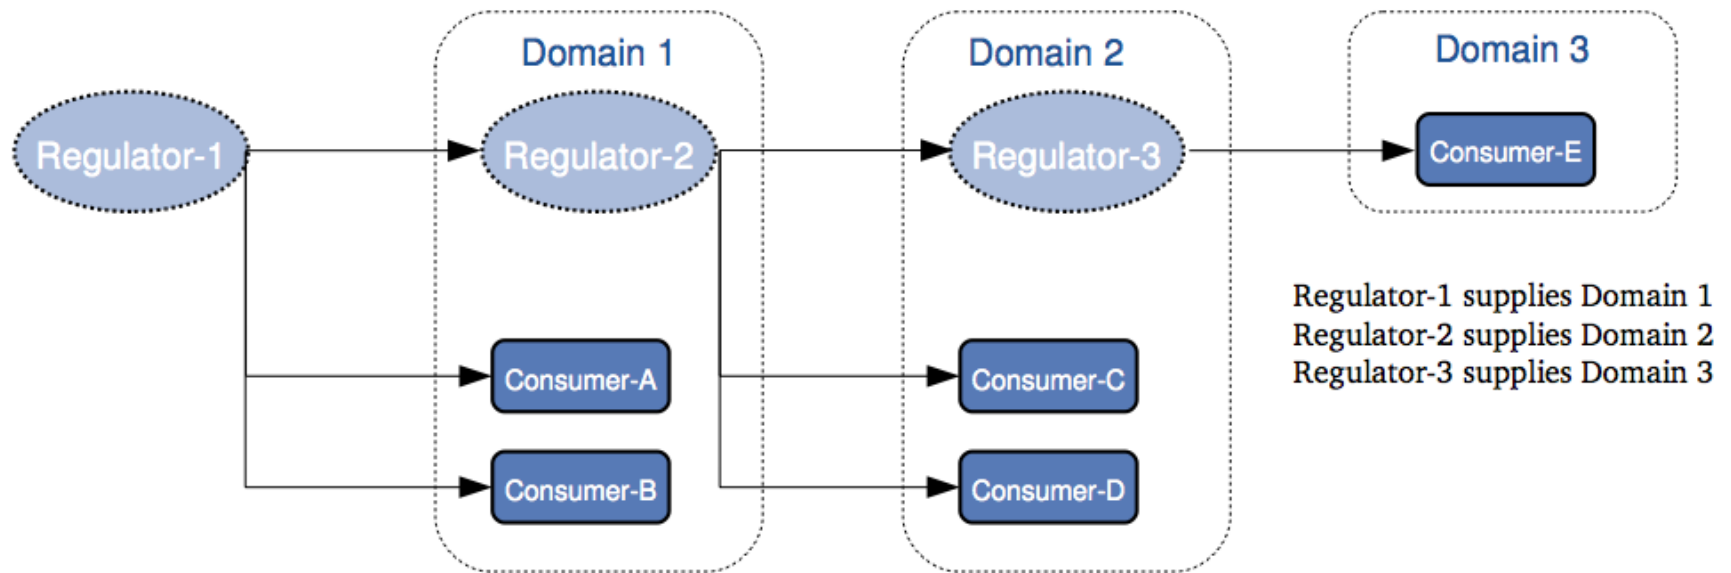 Domain 1
Domain 2
Domain 3
Regulator-1
Regulator-2
Regulator-3
Consumer-E
Regulator-1 supplies Domain 1
Regulator-2 supplies Domain 2
Regulator-3 supplies Domain 3
Consumer-A
Consumer-C
Consumer-B
Consumer-D